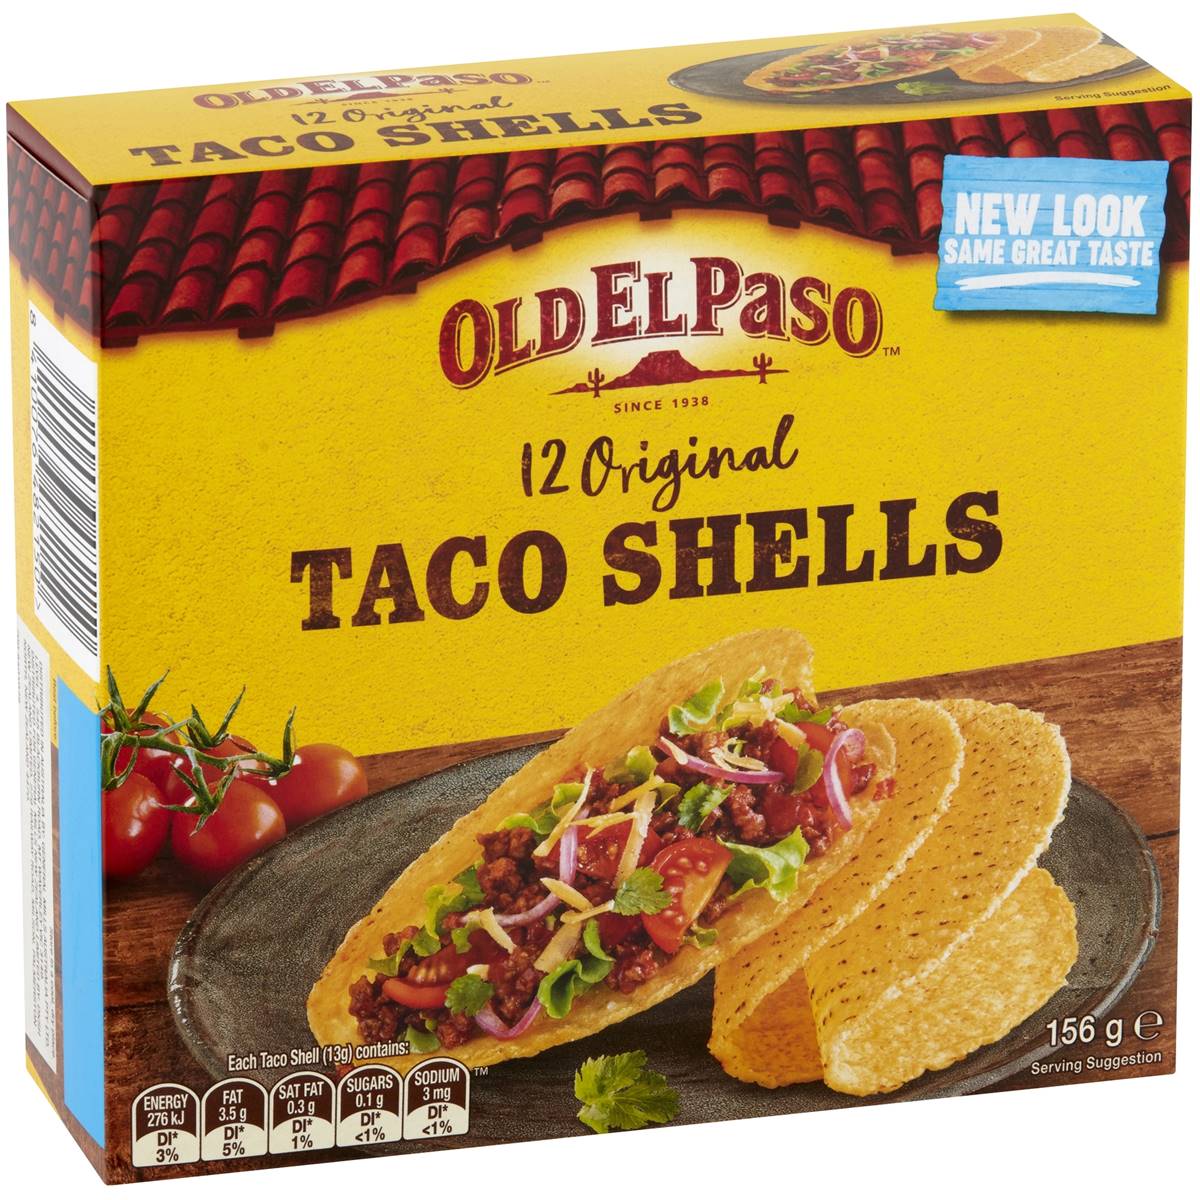 OLD EL PASO™
SINCE 1938
12 Original
TACO SHELLS
Serving Suggestion
NEW LOOK
SAME GREAT TASTE
OLD EL PASO™
SINCE 1938
12 Original
TACO SHELLS
156 g e
Serving Suggestion
Each Taco Shell (13g) contains:
ENERGY
276 kJ
DI*
3%
FAT
3.5 g
DI*
5%
SAT FAT
0.3 g
DI*
1%
SUGARS
0.1 g
DI*
<1%
SODIUM
3 mg
DI*
<1%
TM